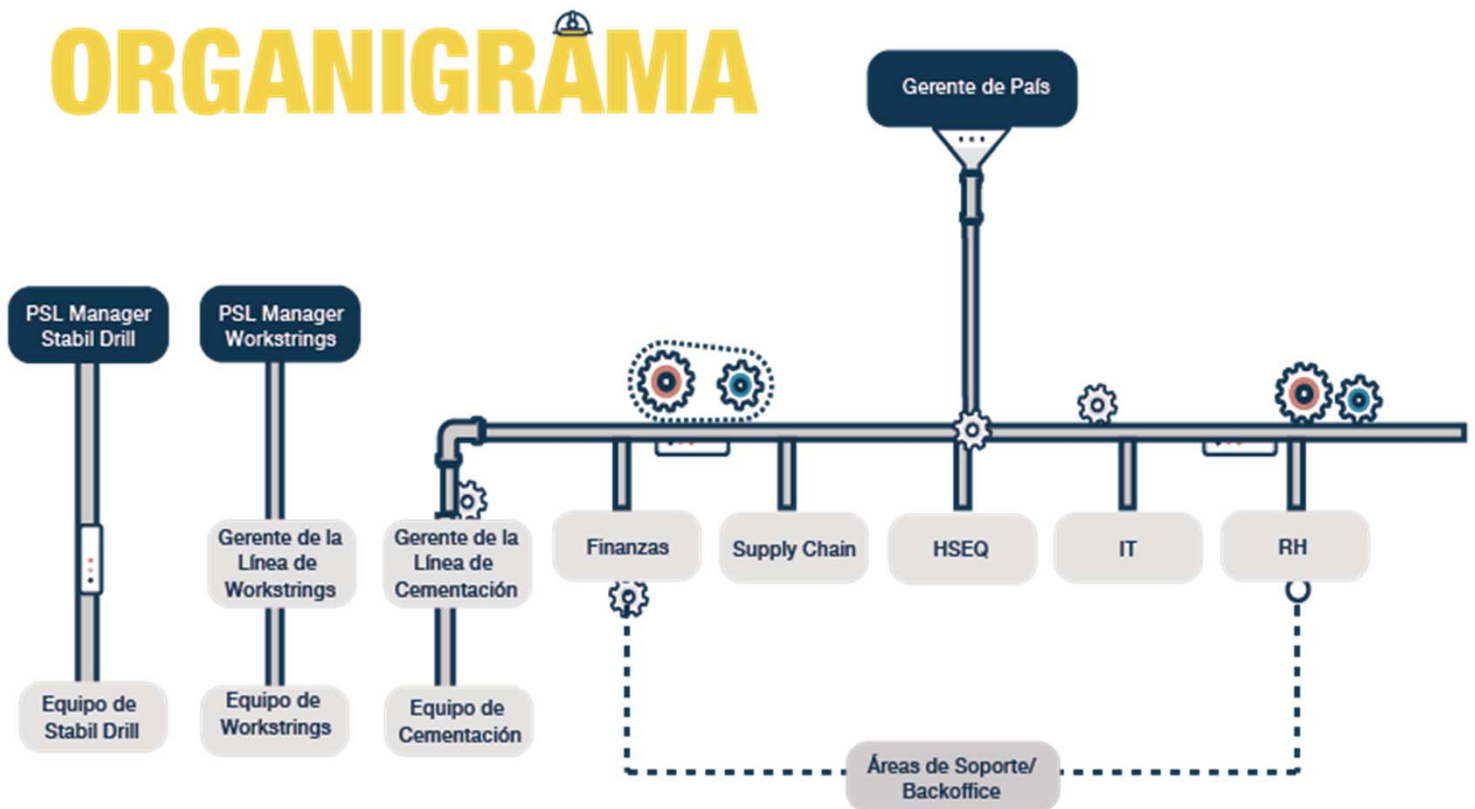 ORGANIGRAMA
Gerente de País
PSL Manager
Stabil Drill
PSL Manager
Workstrings
Gerente de la
Línea de
Workstrings
Gerente de la
Línea de
Cementación
Finanzas
Supply Chain
HSEQ
IT
RH
Equipo de
Stabil Drill
Equipo de
Workstrings
Equipo de
Cementación
Áreas de Soporte/
Backoffice